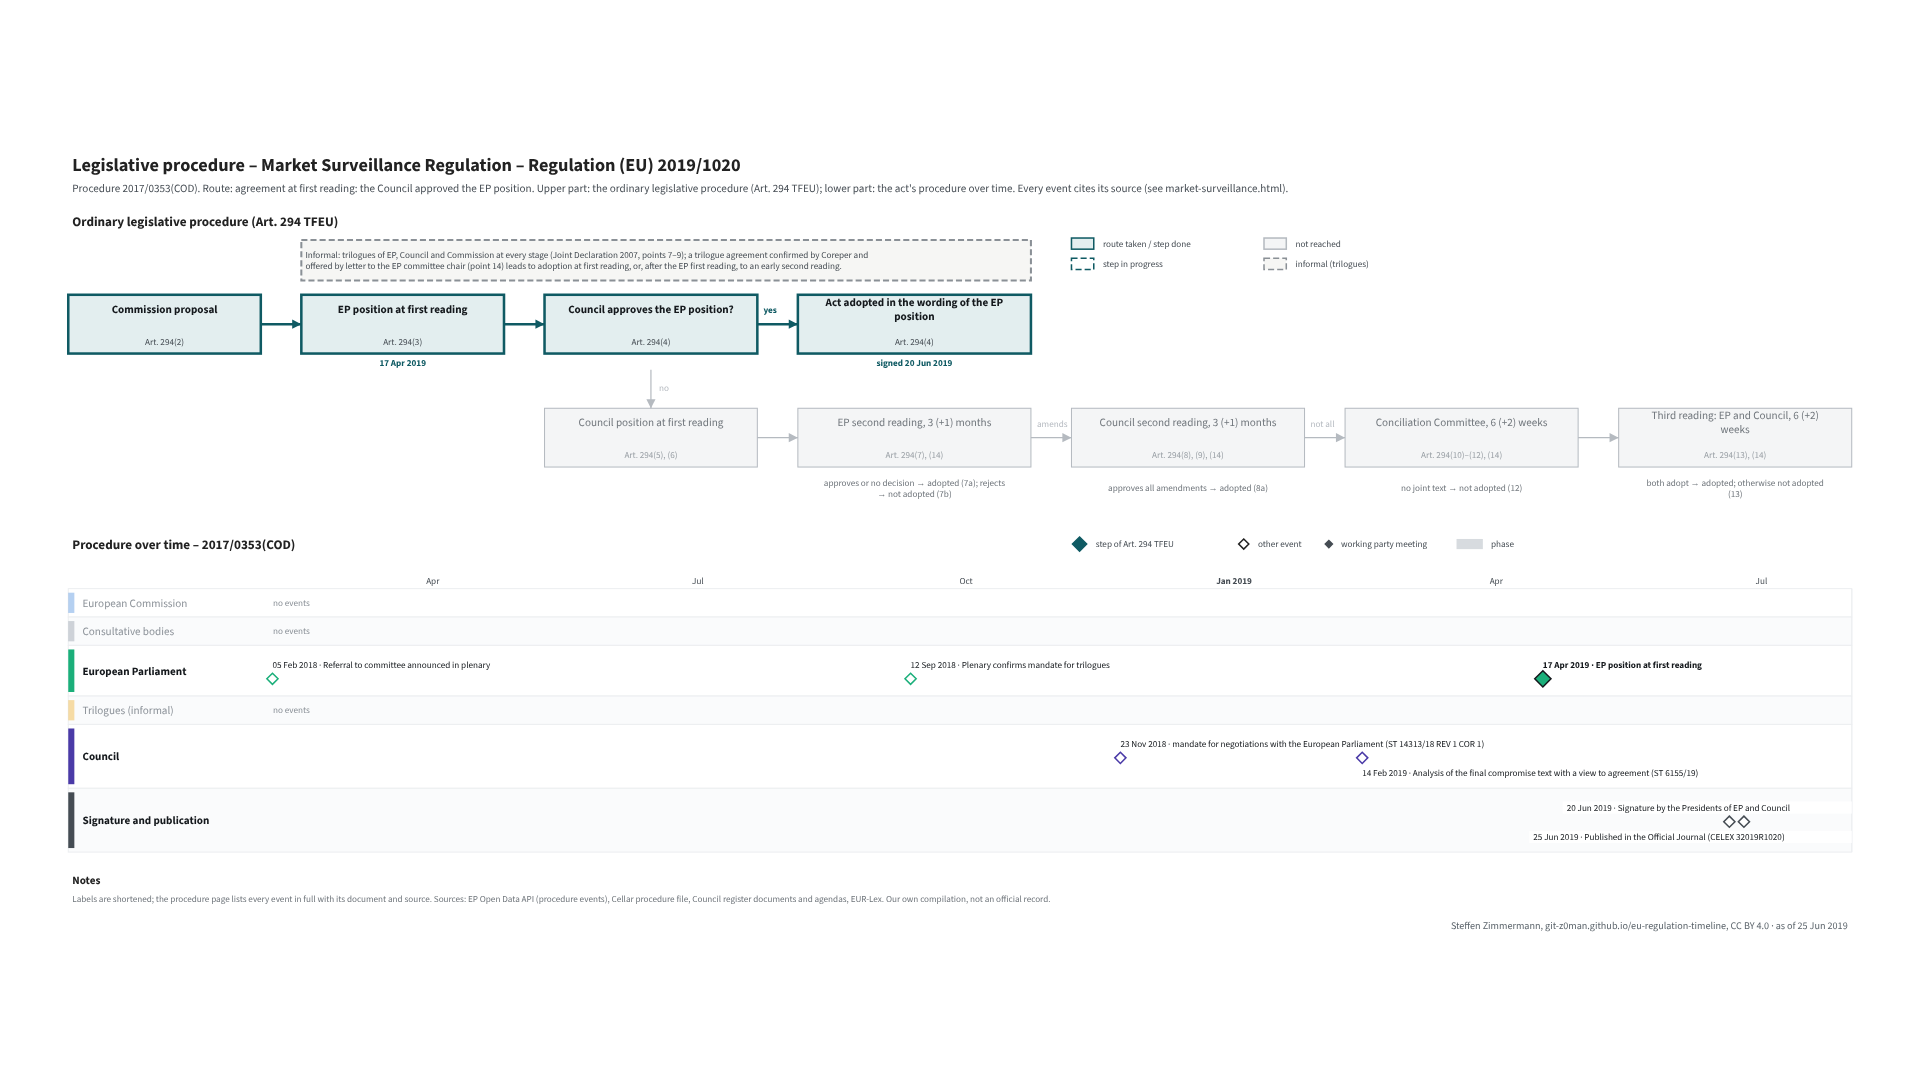 Legislative procedure – Market Surveillance Regulation – Regulation (EU) 2019/1020
Procedure 2017/0353(COD). Route: agreement at first reading: the Council approved the EP position. Upper part: the ordinary legislative procedure (Art. 294 TFEU); lower part: the act's procedure over time. Every event cites its source (see market-surveillance.html).
Ordinary legislative procedure (Art. 294 TFEU)
Informal: trilogues of EP, Council and Commission at every stage (Joint Declaration 2007, points 7–9); a trilogue agreement confirmed by Coreper and
offered by letter to the EP committee chair (point 14) leads to adoption at first reading, or, after the EP first reading, to an early second reading.
route taken / step done
not reached
step in progress
informal (trilogues)
Commission proposal
Art. 294(2)
EP position at first reading
Art. 294(3)
17 Apr 2019
Council approves the EP position?
Art. 294(4)
yes
Act adopted in the wording of the EP
position
Art. 294(4)
signed 20 Jun 2019
no
Council position at first reading
Art. 294(5), (6)
EP second reading, 3 (+1) months
Art. 294(7), (14)
approves or no decision → adopted (7a); rejects
→ not adopted (7b)
amends
Council second reading, 3 (+1) months
Art. 294(8), (9), (14)
approves all amendments → adopted (8a)
not all
Conciliation Committee, 6 (+2) weeks
Art. 294(10)–(12), (14)
no joint text → not adopted (12)
Third reading: EP and Council, 6 (+2)
weeks
Art. 294(13), (14)
both adopt → adopted; otherwise not adopted
(13)
Procedure over time – 2017/0353(COD)
step of Art. 294 TFEU
other event
working party meeting
phase
Apr
Jul
Oct
Jan 2019
Apr
Jul
European Commission
no events
Consultative bodies
no events
European Parliament
05 Feb 2018 · Referral to committee announced in plenary
12 Sep 2018 · Plenary confirms mandate for trilogues
17 Apr 2019 · EP position at first reading
Trilogues (informal)
no events
Council
23 Nov 2018 · mandate for negotiations with the European Parliament (ST 14313/18 REV 1 COR 1)
14 Feb 2019 · Analysis of the final compromise text with a view to agreement (ST 6155/19)
Signature and publication
20 Jun 2019 · Signature by the Presidents of EP and Council
25 Jun 2019 · Published in the Official Journal (CELEX 32019R1020)
Notes
Labels are shortened; the procedure page lists every event in full with its document and source. Sources: EP Open Data API (procedure events), Cellar procedure file, Council register documents and agendas, EUR-Lex. Our own compilation, not an official record.
Steffen Zimmermann, git-z0man.github.io/eu-regulation-timeline, CC BY 4.0 · as of 25 Jun 2019